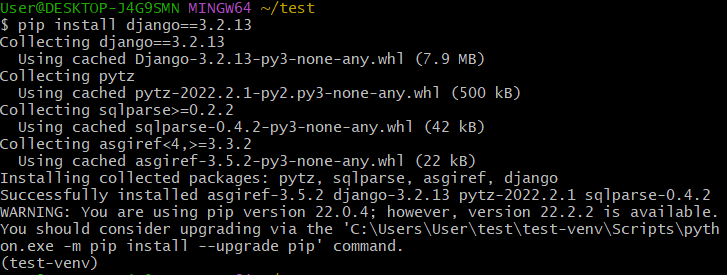 User@DESKTOP-J4G9SMN MINGW64 ~/test
$ pip install django==3.2.13
Collecting django==3.2.13
  Using cached Django-3.2.13-py3-none-any.whl (7.9 MB)
Collecting pytz
  Using cached pytz-2022.2.1-py2.py3-none-any.whl (500 kB)
Collecting sqlparse>=0.2.2
  Using cached sqlparse-0.4.2-py3-none-any.whl (42 kB)
Collecting asgiref<4,>=3.3.2
  Using cached asgiref-3.5.2-py3-none-any.whl (22 kB)
Installing collected packages: pytz, sqlparse, asgiref, django
Successfully installed asgiref-3.5.2 django-3.2.13 pytz-2022.2.1 sqlparse-0.4.2
WARNING: You are using pip version 22.0.4; however, version 22.2.2 is available.
You should consider upgrading via the 'C:\Users\User\test\test-venv\Scripts\pyth
on.exe -m pip install --upgrade pip' command.
(test-venv)